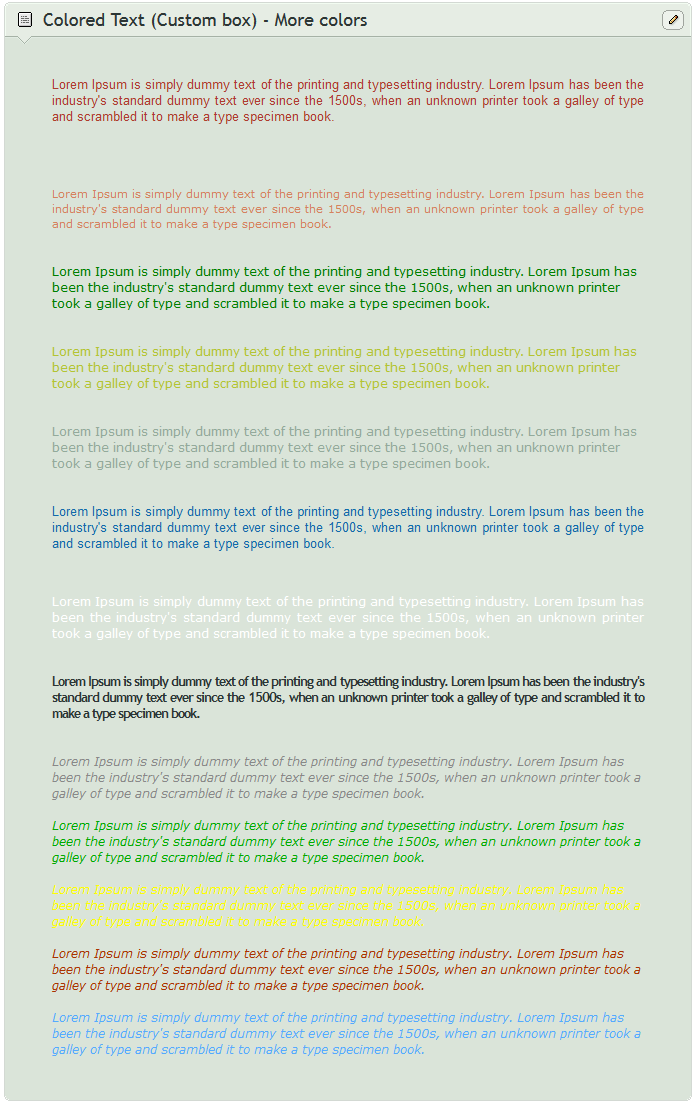 Colored Text (Custom box) - More colors
Lorem Ipsum is simply dummy text of the printing and typesetting industry. Lorem Ipsum has been the
industry's standard dummy text ever since the 1500s, when an unknown printer took a galley of type
and scrambled it to make a type specimen book.
Lorem Ipsum is simply dummy text of the printing and typesetting industry. Lorem Ipsum has been the
industry's standard dummy text ever since the 1500s, when an unknown printer took a galley of type
and scrambled it to make a type specimen book.
Lorem Ipsum is simply dummy text of the printing and typesetting industry. Lorem Ipsum has
been the industry's standard dummy text ever since the 1500s, when an unknown printer
took a galley of type and scrambled it to make a type specimen book.
Lorem Ipsum is simply dummy text of the printing and typesetting industry. Lorem Ipsum has
been the industry's standard dummy text ever since the 1500s, when an unknown printer
took a galley of type and scrambled it to make a type specimen book.
Lorem Ipsum is simply dummy text of the printing and typesetting industry. Lorem Ipsum has
been the industry's standard dummy text ever since the 1500s, when an unknown printer
took a galley of type and scrambled it to make a type specimen book.
Lorem Ipsum is simply dummy text of the printing and typesetting industry. Lorem Ipsum has been the
industry's standard dummy text ever since the 1500s, when an unknown printer took a galley of type
and scrambled it to make a type specimen book.
Lorem Ipsum is simply dummy text of the printing and typesetting industry. Lorem Ipsum has
been the industry's standard dummy text ever since the 1500s, when an unknown printer
took a galley of type and scrambled it to make a type specimen book.
Lorem Ipsum is simply dummy text of the printing and typesetting industry. Lorem Ipsum has been the industry's
standard dummy text ever since the 1500s, when an unknown printer took a galley of type and scrambled it to
make a type specimen book.
Lorem Ipsum is simply dummy text of the printing and typesetting industry. Lorem Ipsum has
been the industry's standard dummy text ever since the 1500s, when an unknown printer took a
galley of type and scrambled it to make a type specimen book.
Lorem Ipsum is simply dummy text of the printing and typesetting industry. Lorem Ipsum has
been the industry's standard dummy text ever since the 1500s, when an unknown printer took a
galley of type and scrambled it to make a type specimen book.
Lorem Ipsum is simply dummy text of the printing and typesetting industry. Lorem Ipsum has
been the industry's standard dummy text ever since the 1500s, when an unknown printer took a
galley of type and scrambled it to make a type specimen book.
Lorem Ipsum is simply dummy text of the printing and typesetting industry. Lorem Ipsum has
been the industry's standard dummy text ever since the 1500s, when an unknown printer took a
galley of type and scrambled it to make a type specimen book.
Lorem Ipsum is simply dummy text of the printing and typesetting industry. Lorem Ipsum has
been the industry's standard dummy text ever since the 1500s, when an unknown printer took a
galley of type and scrambled it to make a type specimen book.